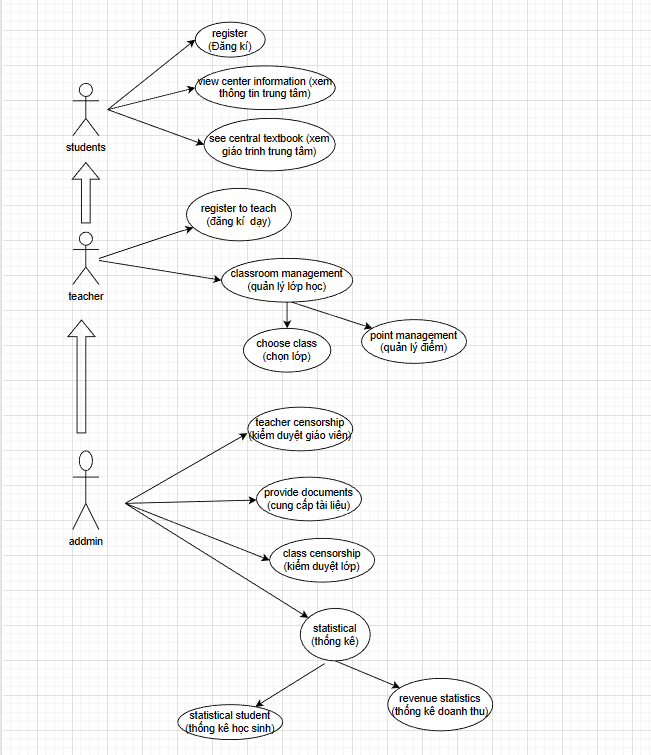 register
(Đăng kí)
view center information (xem
thông tin trung tâm)
see central textbook (xem
giáo trình trung tâm)
students
register to teach
(đăng kí dạy)
teacher
classroom management
(quản lý lớp học)
choose class
(chọn lớp)
point management
(quản lý điểm)
teacher censorship
(kiểm duyệt giáo viên)
provide documents
(cung cấp tài liệu)
addmin
class censorship
(kiểm duyệt lớp)
statistical
(thống kê)
statistical student
(thống kê học sinh)
revenue statistics
(thống kê doanh thu)